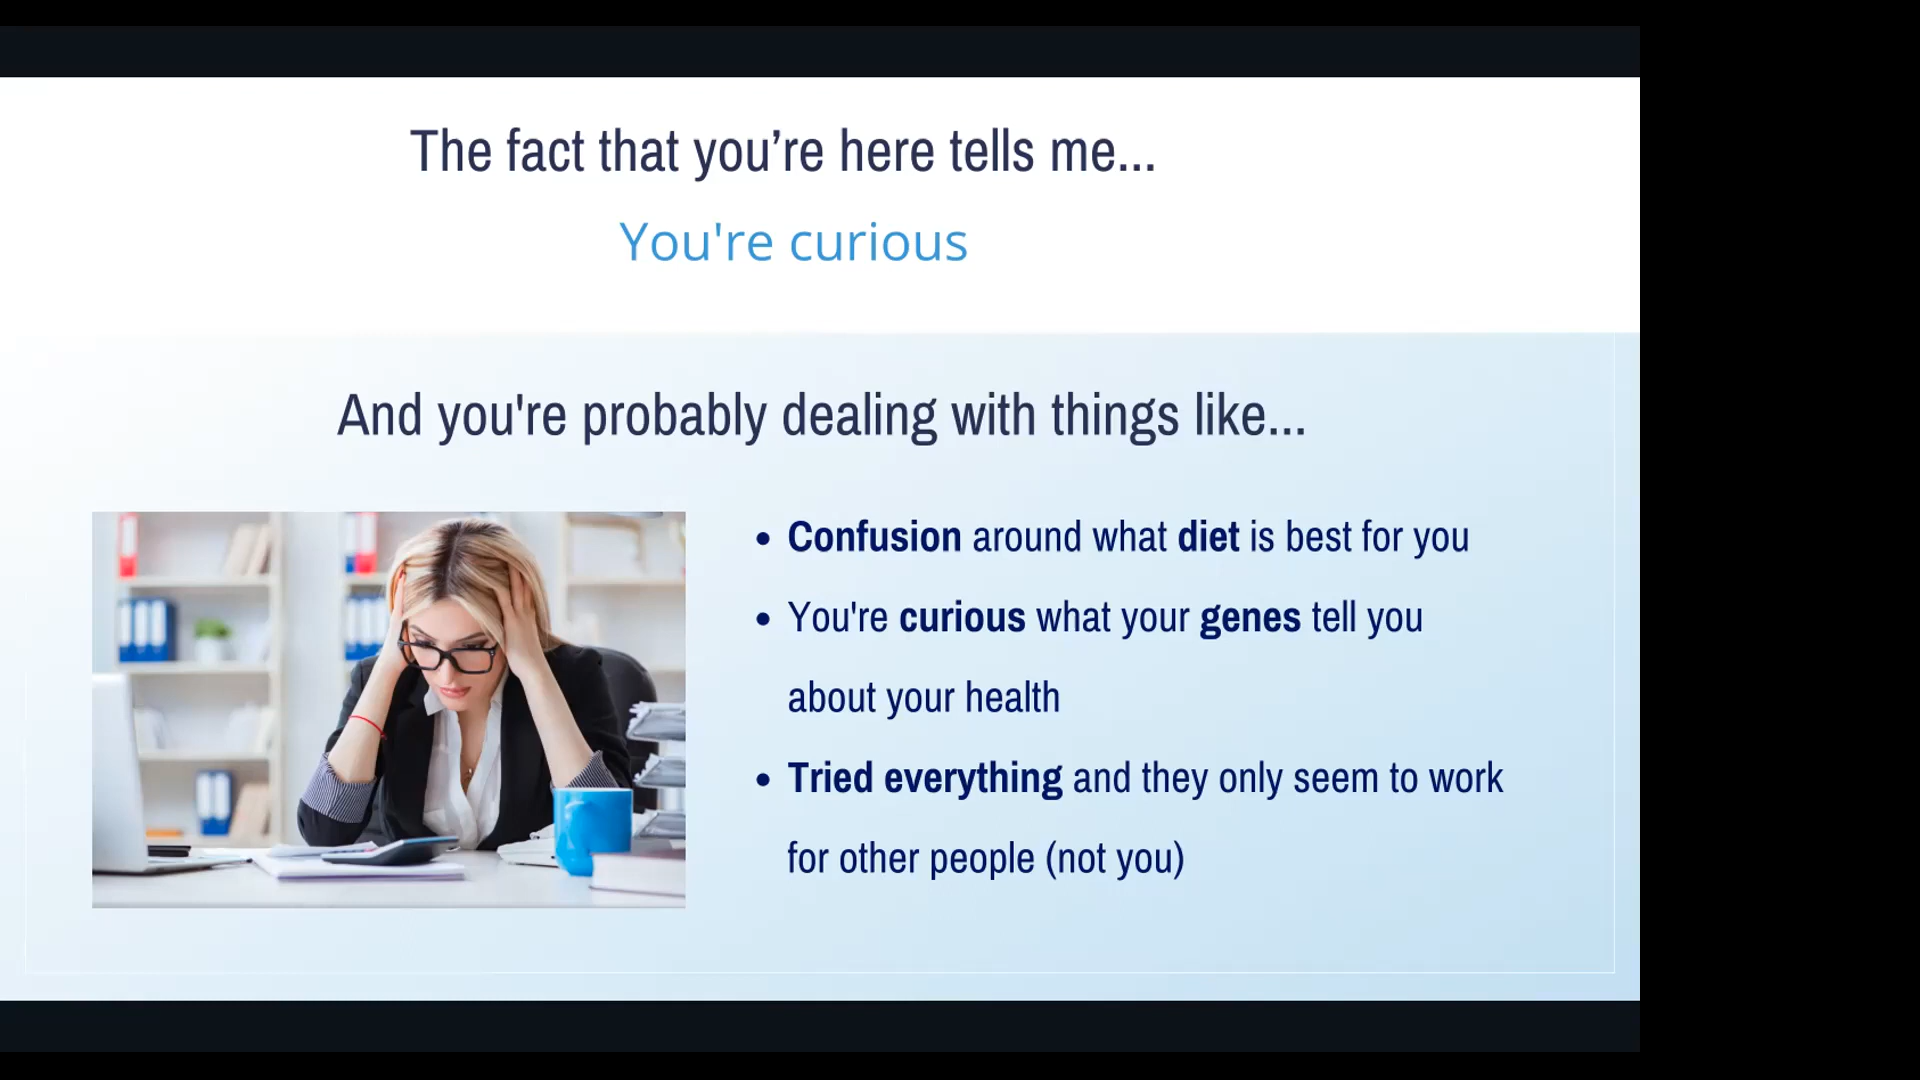 The fact that you’re here tells me...
You're curious
And you're probably dealing with things like...
• Confusion around what diet is best for you
• You're curious what your genes tell you
about your health
• Tried everything and they only seem to work
for other people (not you)